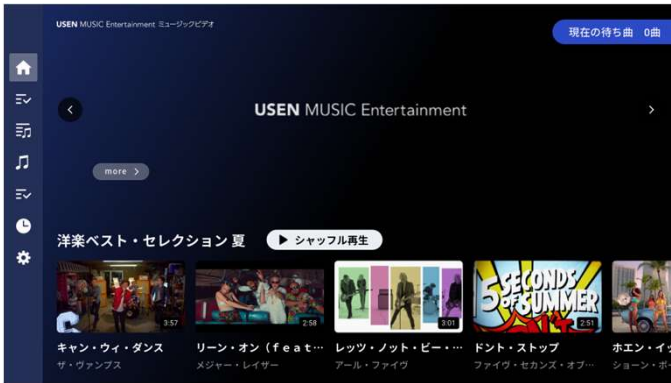 USEN MUSIC Entertainment ミュージックビデオ
現在の待ち曲 0曲
USEN MUSIC Entertainment
more
洋楽ベスト・セレクション 夏
シャッフル再生
3:57
2:58
3:01
5 SECONDS OF SUMMER
2:51
キャン・ウィ・ダンス
リーン・オン（ｆｅａｔ…
レッツ・ノット・ビー・…
ドント・ストップ
ホエン・イッ
ザ・ヴァンプス
メジャー・レイザー
アール・ファイヴ
ファイヴ・セカンズ・オブ…
ショーン・ポー